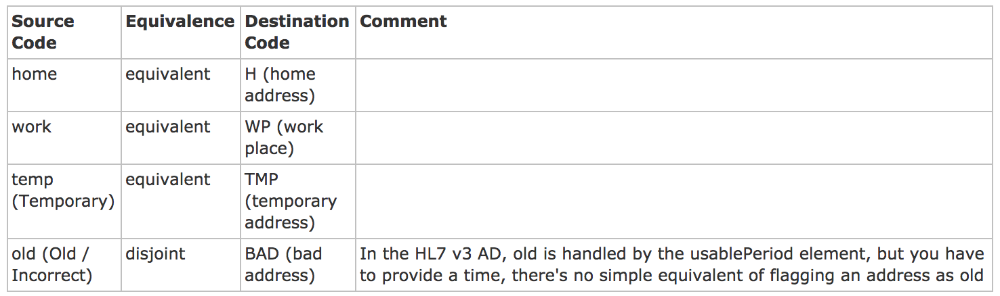 Source Code Equivalence Destination Code Comment
home equivalent H (home address)
work equivalent WP (work place)
temp (Temporary) equivalent TMP (temporary address)
old (Old / Incorrect) disjoint BAD (bad address) In the HL7 v3 AD, old is handled by the usablePeriod element, but you have to provide a time, there's no simple equivalent of flagging an address as old